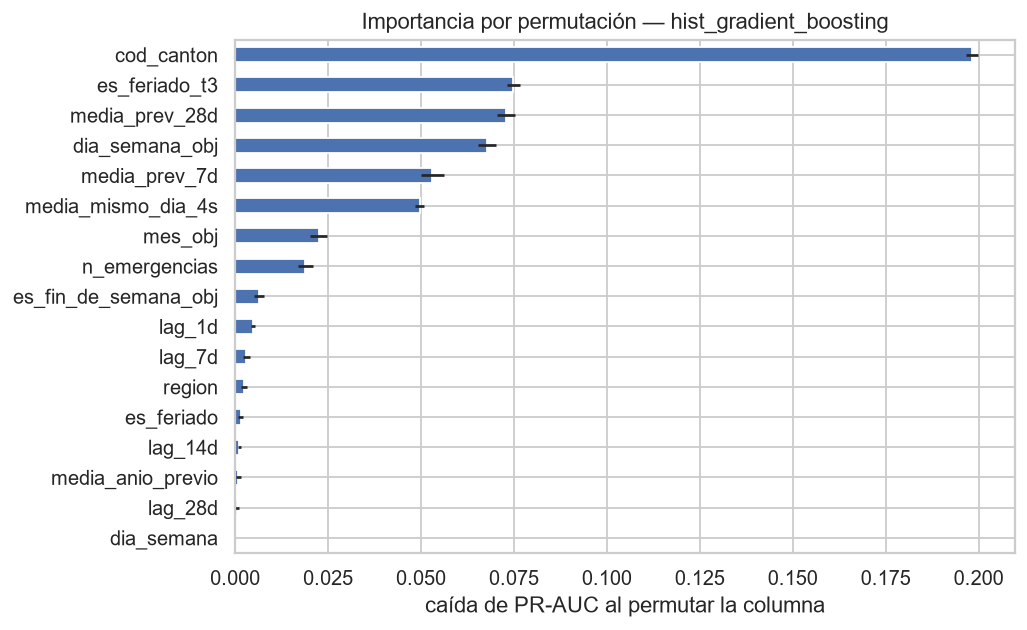 Importancia por permutación — hist_gradient_boosting
cod_canton
es_feriado_t3
media_prev_28d
dia_semana_obj
media_prev_7d
media_mismo_dia_4s
mes_obj
n_emergencias
es_fin_de_semana_obj
lag_1d
lag_7d
region
es_feriado
lag_14d
media_anio_previo
lag_28d
dia_semana
0.000 0.025 0.050 0.075 0.100 0.125 0.150 0.175 0.200
caída de PR-AUC al permutar la columna